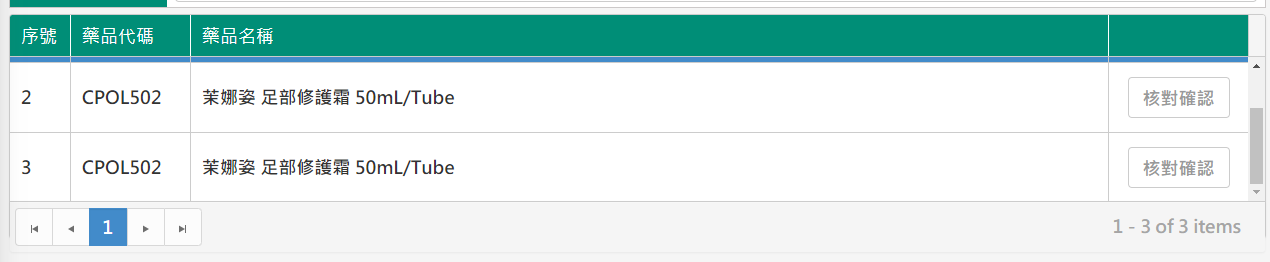 序號 藥品代碼 藥品名稱
2 CPOL502 茉娜姿 足部修護霜 50mL/Tube 核對確認
3 CPOL502 茉娜姿 足部修護霜 50mL/Tube 核對確認
1 1 - 3 of 3 items